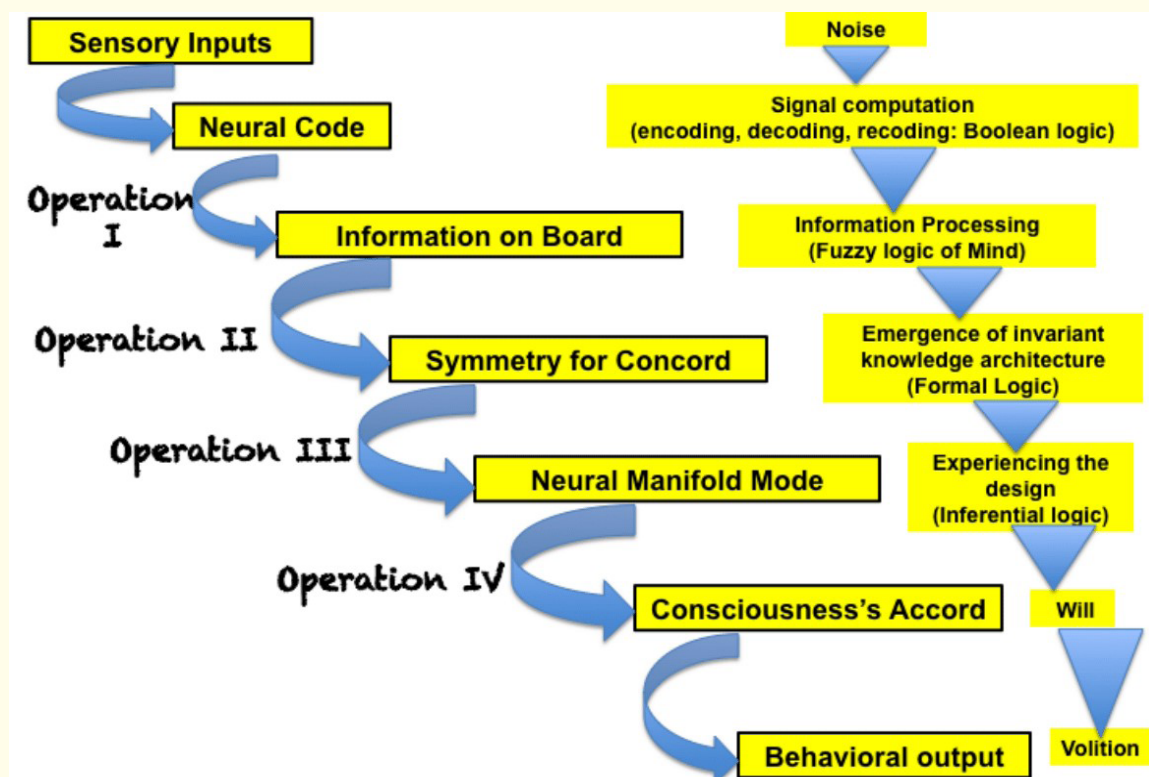 Sensory Inputs
Neural Code
Operation
I
Information on Board
Operation II
Symmetry for Concord
Operation III
Neural Manifold Mode
Operation IV
Consciousness's Accord
Behavioral output
Noise
Signal computation
(encoding, decoding, recoding: Boolean logic)
Information Processing
(Fuzzy logic of Mind)
Emergence of invariant
knowledge architecture
(Formal Logic)
Experiencing the
design
(Inferential logic)
Will
Volition